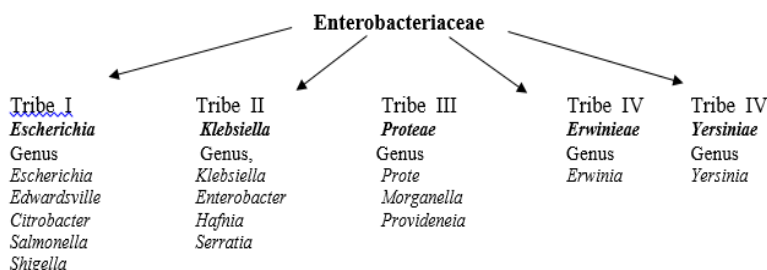 Enterobacteriaceae
Tribe I
Escherichia
Genus
Escherichia
Edwardsville
Citrobacter
Salmonella
Shigella
Tribe II
Klebsiella
Genus,
Klebsiella
Enterobacter
Hafnia
Serratia
Tribe III
Proteae
Genus
Prote
Morganella
Provideneia
Tribe IV
Erwinieae
Genus
Erwinia
Tribe IV
Yersiniae
Genus
Yersinia